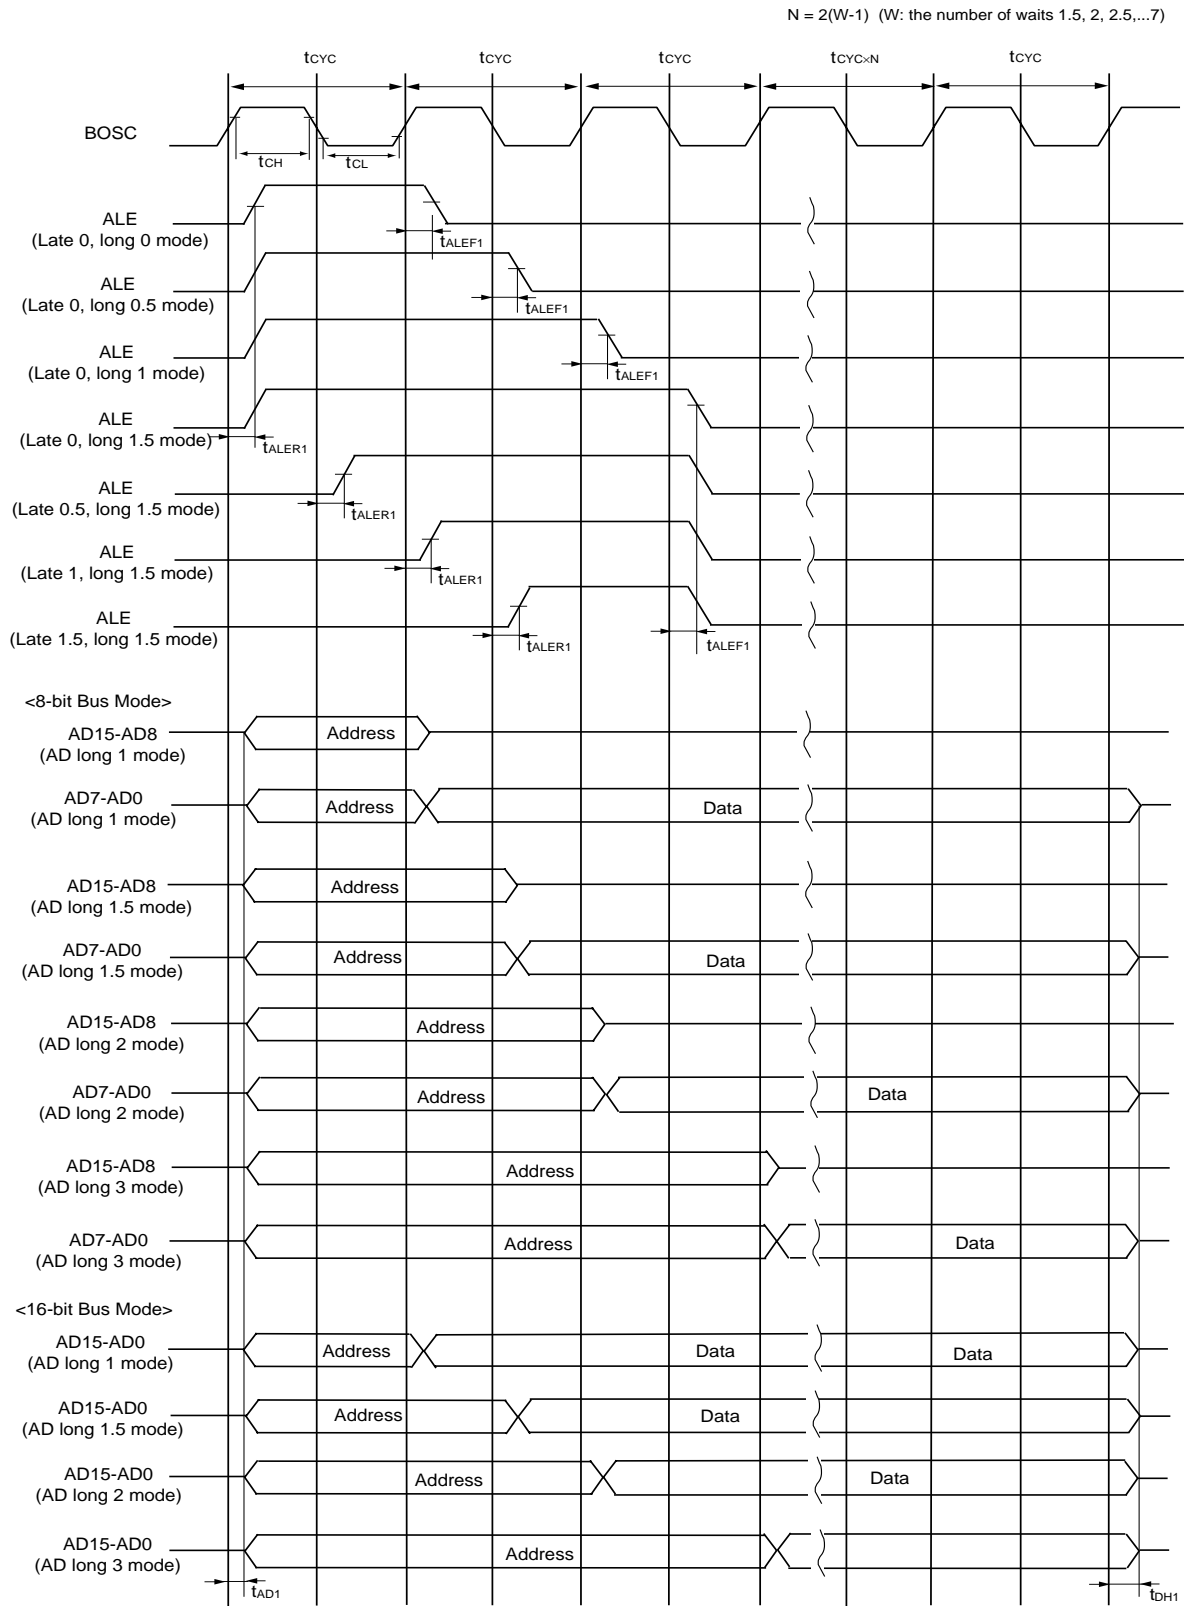 N = 2(W-1) (W: the number of waits 1.5, 2, 2.5,...7)
tCYC tCYC tCYC tCYC×N tCYC
BOSC
tCH tCL
ALE
(Late 0, long 0 mode)
tALEF1
ALE
(Late 0, long 0.5 mode)
tALEF1
ALE
(Late 0, long 1 mode)
tALEF1
ALE
(Late 0, long 1.5 mode)
tALER1
ALE
(Late 0.5, long 1.5 mode)
tALER1
ALE
(Late 1, long 1.5 mode)
tALER1
ALE
(Late 1.5, long 1.5 mode)
tALER1 tALEF1
<8-bit Bus Mode>
AD15-AD8
(AD long 1 mode)
Address
AD7-AD0
(AD long 1 mode)
Address Data
AD15-AD8
(AD long 1.5 mode)
Address
AD7-AD0
(AD long 1.5 mode)
Address Data
AD15-AD8
(AD long 2 mode)
Address
AD7-AD0
(AD long 2 mode)
Address Data
AD15-AD8
(AD long 3 mode)
Address
AD7-AD0
(AD long 3 mode)
Address Data
<16-bit Bus Mode>
AD15-AD0
(AD long 1 mode)
Address Data Data
AD15-AD0
(AD long 1.5 mode)
Address Data
AD15-AD0
(AD long 2 mode)
Address Data
AD15-AD0
(AD long 3 mode)
Address
tAD1 tDH1